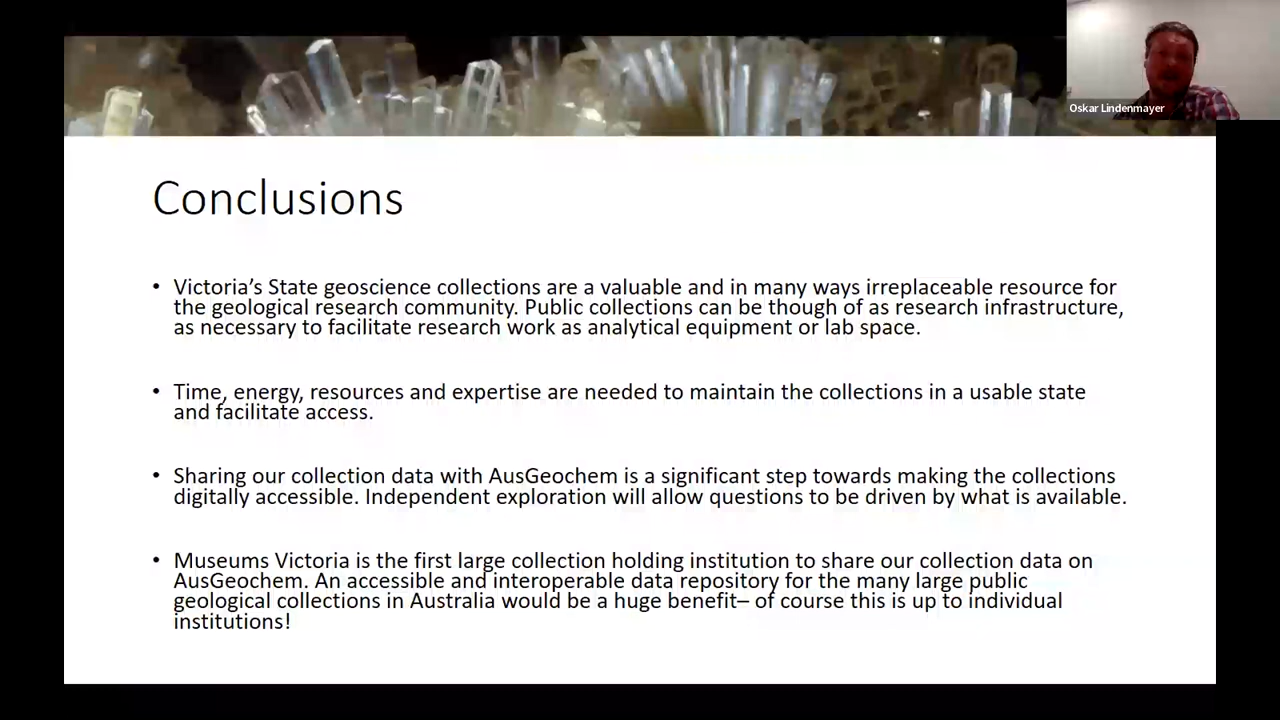 Oskar Lindenmayer
Conclusions
• Victoria's State geoscience collections are a valuable and in many ways irreplaceable resource for
the geological research community. Public collections can be though of as research infrastructure,
as necessary to facilitate research work as analytical equipment or lab space.
• Time, energy, resources and expertise are needed to maintain the collections in a usable state
and facilitate access.
• Sharing our collection data with AusGeochem is a significant step towards making the collections
digitally accessible. Independent exploration will allow questions to be driven by what is available.
• Museums Victoria is the first large collection holding institution to share our collection data on
AusGeochem. An accessible and interoperable data repository for the many large public
geological collections in Australia would be a huge benefit– of course this is up to individual
institutions!